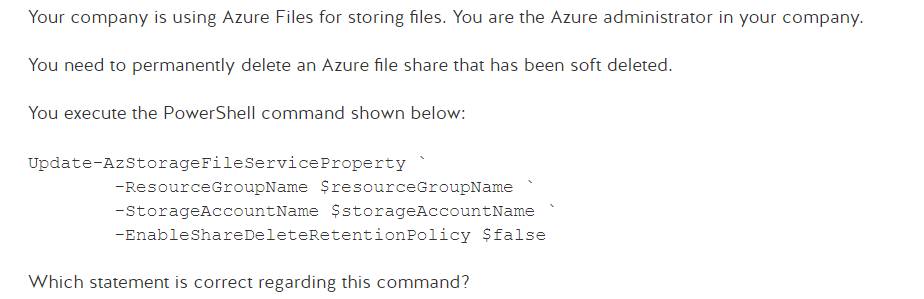 Your company is using Azure Files for storing files. You are the Azure administrator in your company.
You need to permanently delete an Azure file share that has been soft deleted.
You execute the PowerShell command shown below:
Update-AzStorageFileServiceProperty `
-ResourceGroupName $resourceGroupName `
-StorageAccountName $storageAccountName `
-EnableShareDeleteRetentionPolicy $false
Which statement is correct regarding this command?